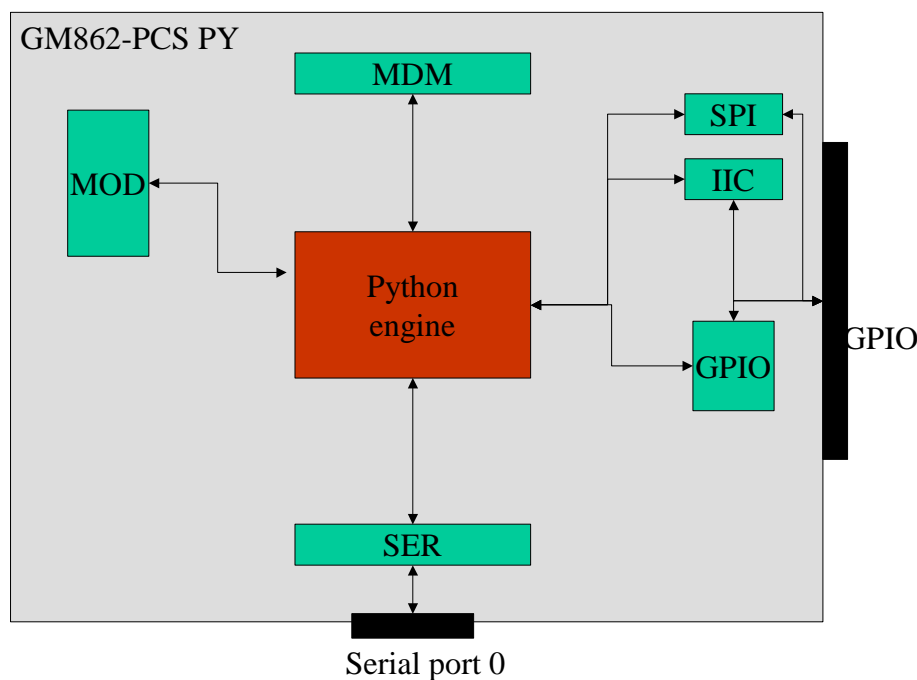 GM862-PCS PY
MDM
SPI
MOD
IIC
Python
engine
GPIO
GPIO
SER
Serial port 0